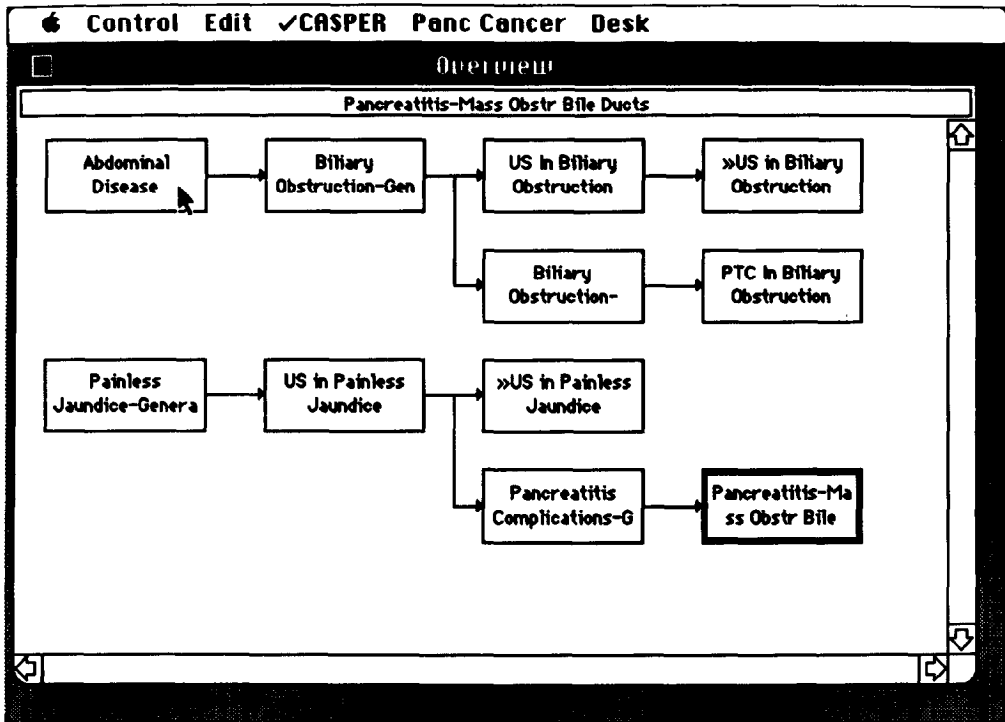 Control Edit ✓CASPER Panc Cancer Desk
Overview
Pancreatitis-Mass Obstr Bile Ducts
Abdominal
Disease
Biliary
Obstruction-Gen
US in Biliary
Obstruction
»US in Biliary
Obstruction
Biliary
Obstruction-
PTC in Biliary
Obstruction
Painless
Jaundice-Genera
US in Painless
Jaundice
»US in Painless
Jaundice
Pancreatitis
Complications-G
Pancreatitis-Ma
ss Obstr Bile